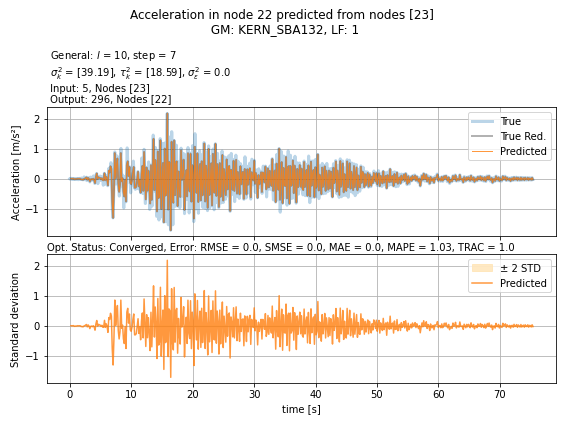 Acceleration in node 22 predicted from nodes [23]
GM: KERN_SBA132, LF: 1
General: l = 10, step = 7
σ²ₖ = [39.19], τ²ₖ = [18.59], σ²ε = 0.0
Input: 5, Nodes [23]
Output: 296, Nodes [22]
Acceleration [m/s²]
2
1
0
−1
True
True Red.
Predicted
Opt. Status: Converged, Error: RMSE = 0.0, SMSE = 0.0, MAE = 0.0, MAPE = 1.03, TRAC = 1.0
Standard deviation
2
1
0
−1
± 2 STD
Predicted
0 10 20 30 40 50 60 70
time [s]